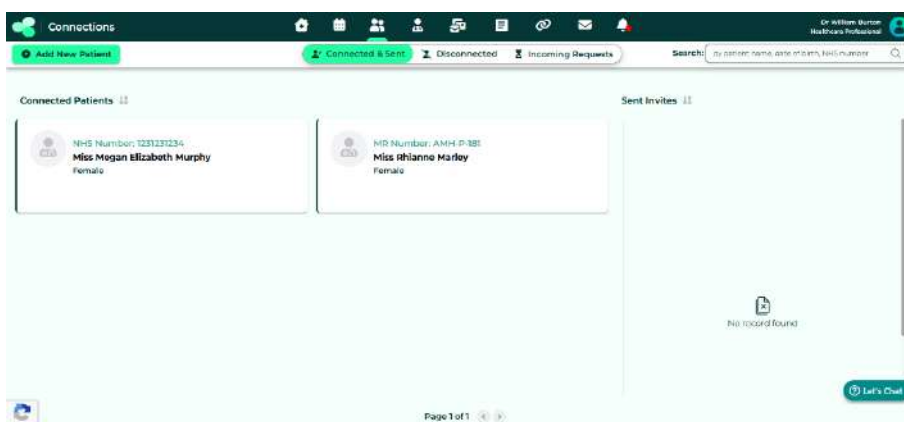 Connections
Dr William Burton
Healthcare Professional
Add New Patient
Connected & Sent
Disconnected
Incoming Requests
Search:
by patient name, date of birth, NHS number
Connected Patients
Sent Invites
NHS Number: 1231231234
Miss Megan Elizabeth Murphy
Female
MR Number: AMH-P-181
Miss Rhianne Marley
Female
No record found
Let's Chat
Page 1 of 1